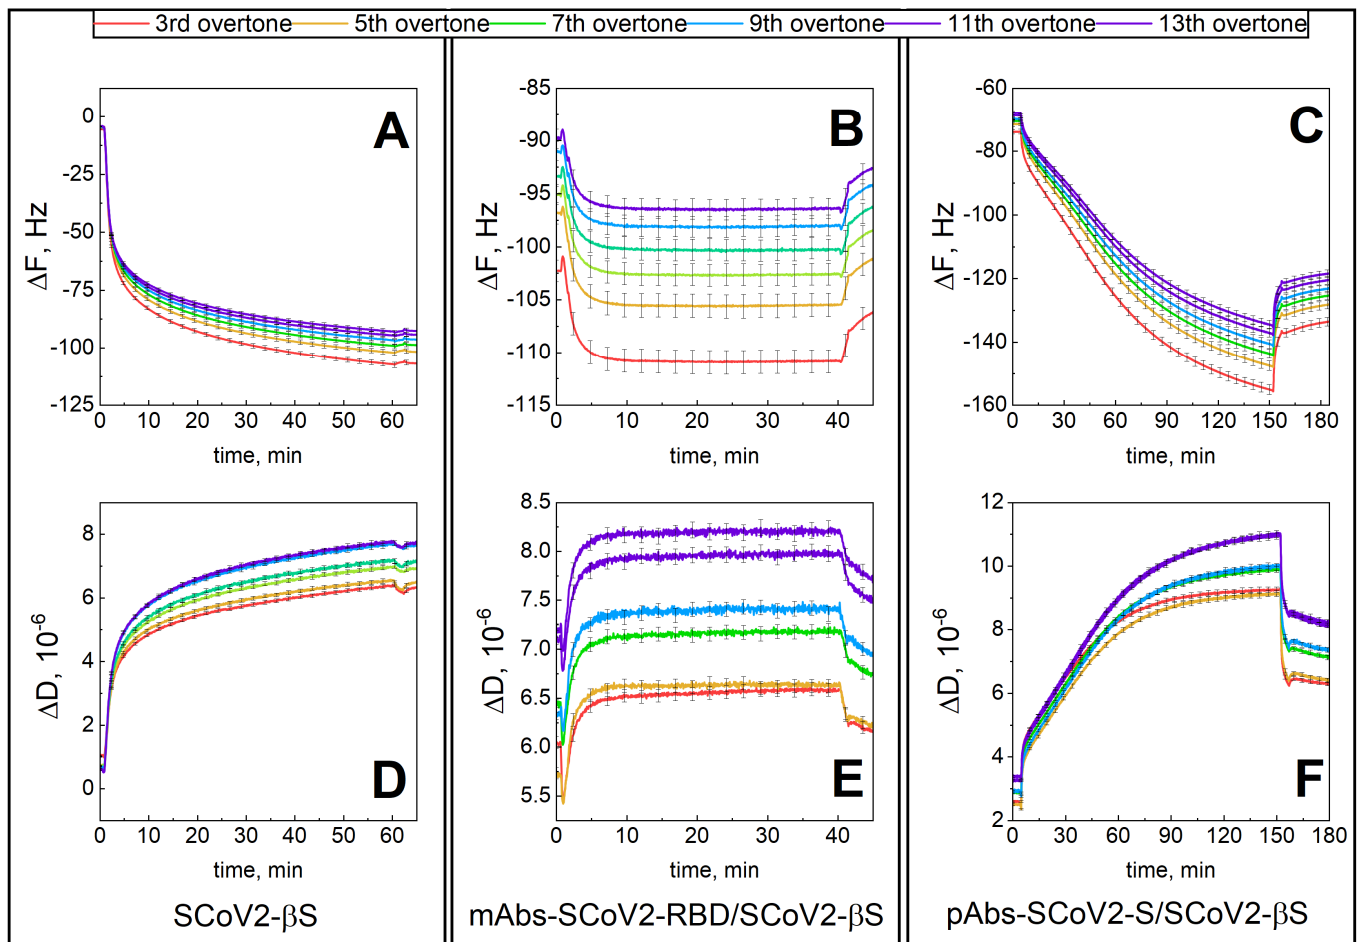 3rd overtone 5th overtone 7th overtone 9th overtone 11th overtone 13th overtone
A
ΔF, Hz
0
-25
-50
-75
-100
-125
0 10 20 30 40 50 60
time, min
B
ΔF, Hz
-85
-90
-95
-100
-105
-110
-115
0 10 20 30 40
time, min
C
ΔF, Hz
-60
-80
-100
-120
-140
-160
0 30 60 90 120 150 180
time, min
D
ΔD, 10-6
8
6
4
2
0
0 10 20 30 40 50 60
time, min
SCoV2-βS
E
ΔD, 10-6
8.5
8.0
7.5
7.0
6.5
6.0
5.5
0 10 20 30 40
time, min
mAbs-SCoV2-RBD/SCoV2-βS
F
ΔD, 10-6
12
10
8
6
4
2
0 30 60 90 120 150 180
time, min
pAbs-SCoV2-S/SCoV2-βS